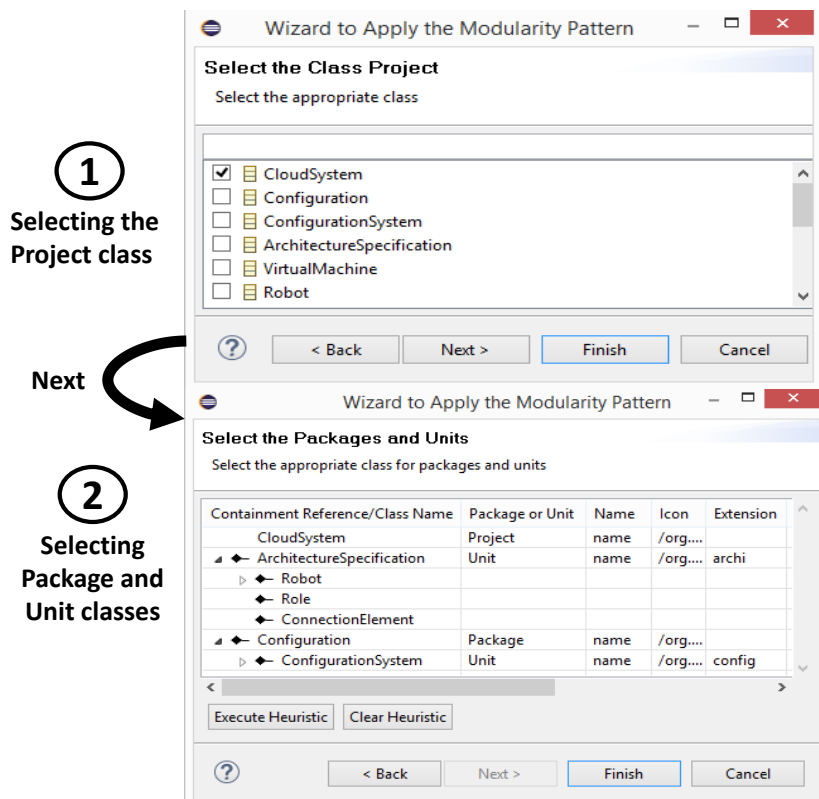 Wizard to Apply the Modularity Pattern
Select the Class Project
Select the appropriate class
1
Selecting the
Project class
CloudSystem
Configuration
ConfigurationSystem
ArchitectureSpecification
VirtualMachine
Robot
? < Back Next > Finish Cancel
Next
Wizard to Apply the Modularity Pattern
Select the Packages and Units
Select the appropriate class for packages and units
2
Selecting
Package and
Unit classes
Containment Reference/Class Name Package or Unit Name Icon Extension
CloudSystem Project name /org....
ArchitectureSpecification Unit name /org.... archi
Robot
Role
ConnectionElement
Configuration Package name /org....
ConfigurationSystem Unit name /org.... config
Execute Heuristic Clear Heuristic
? < Back Next > Finish Cancel